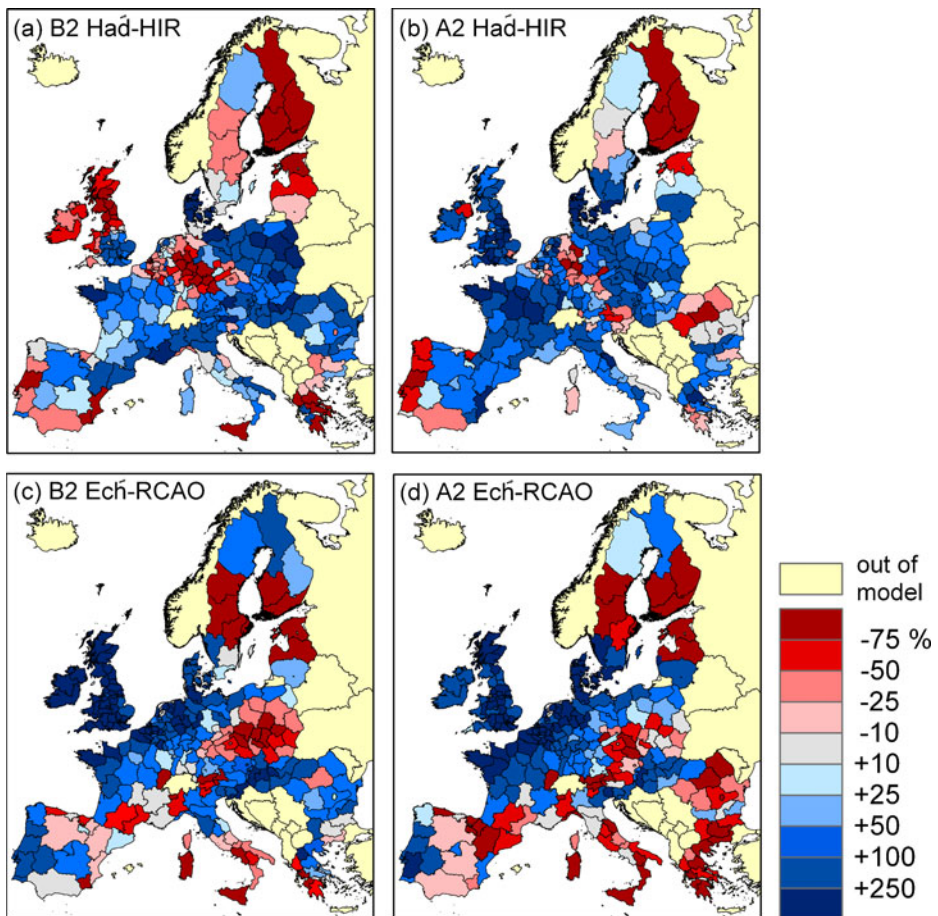 (a) B2 Had-HIR
(b) A2 Had-HIR
(c) B2 Ech-RCAO
(d) A2 Ech-RCAO
out of
model
-75 %
-50
-25
-10
+10
+25
+50
+100
+250